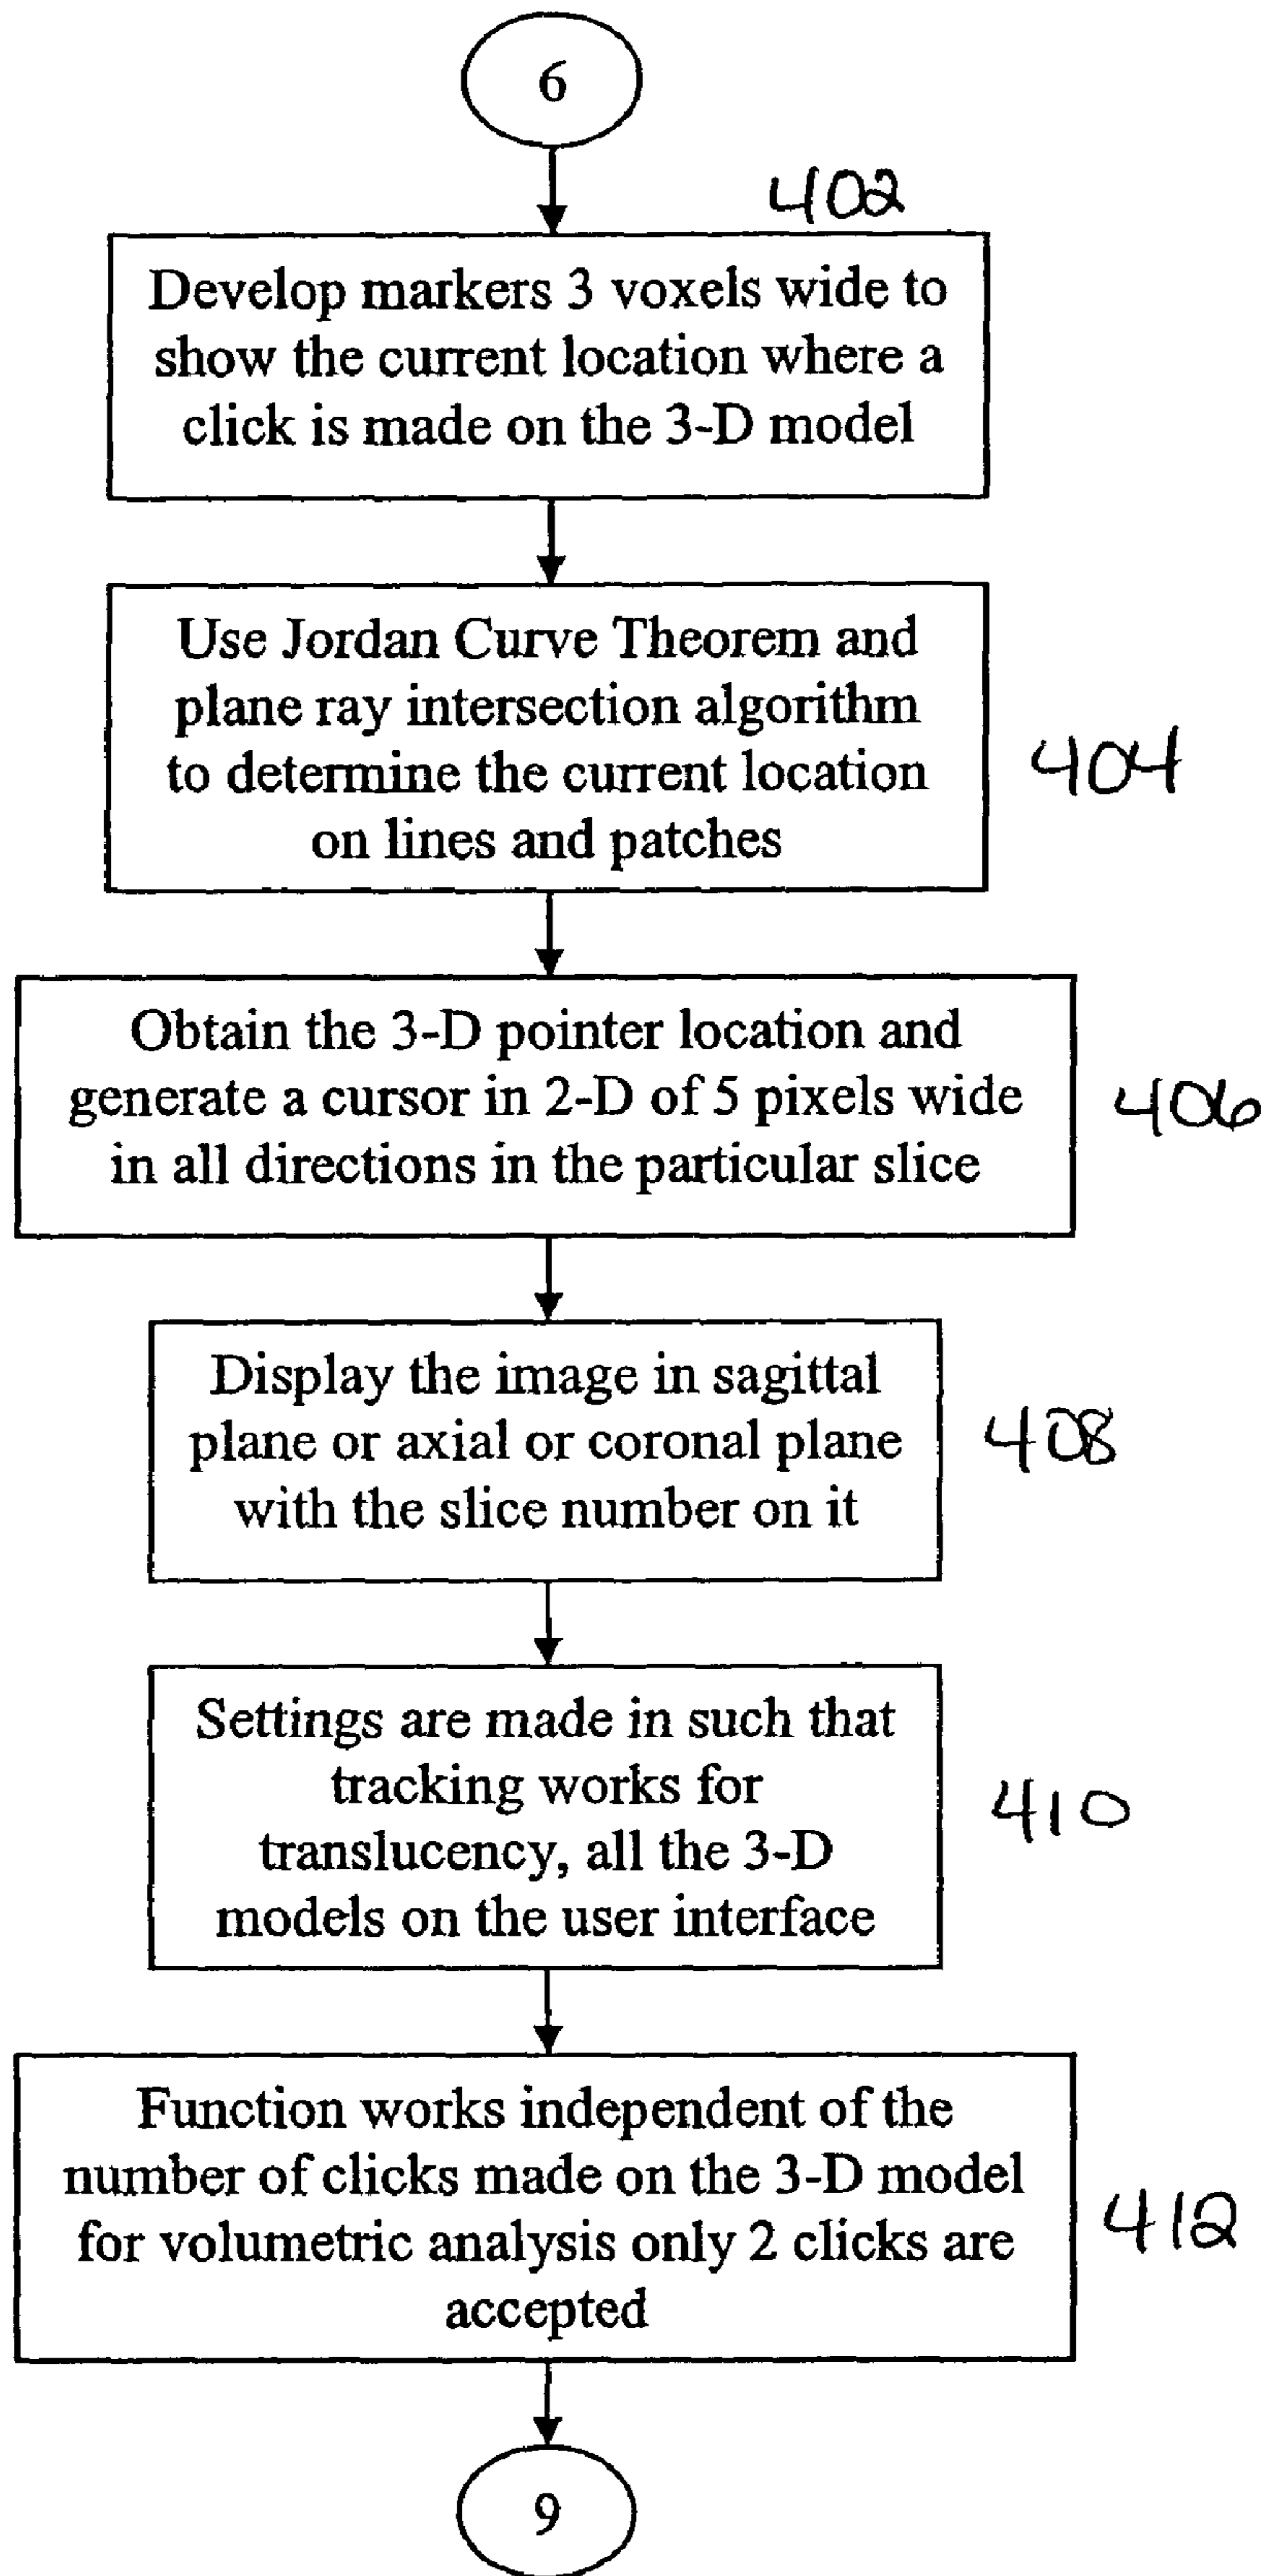 6
402
Develop markers 3 voxels wide to
show the current location where a
click is made on the 3-D model
Use Jordan Curve Theorem and
plane ray intersection algorithm
to determine the current location
on lines and patches
404
Obtain the 3-D pointer location and
generate a cursor in 2-D of 5 pixels wide
in all directions in the particular slice
406
Display the image in sagittal
plane or axial or coronal plane
with the slice number on it
408
Settings are made in such that
tracking works for
translucency, all the 3-D
models on the user interface
410
Function works independent of the
number of clicks made on the 3-D model
for volumetric analysis only 2 clicks are
accepted
412
9